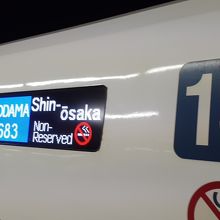 ODAMA
683
Shin-
ōsaka
Non-
Reserved
1